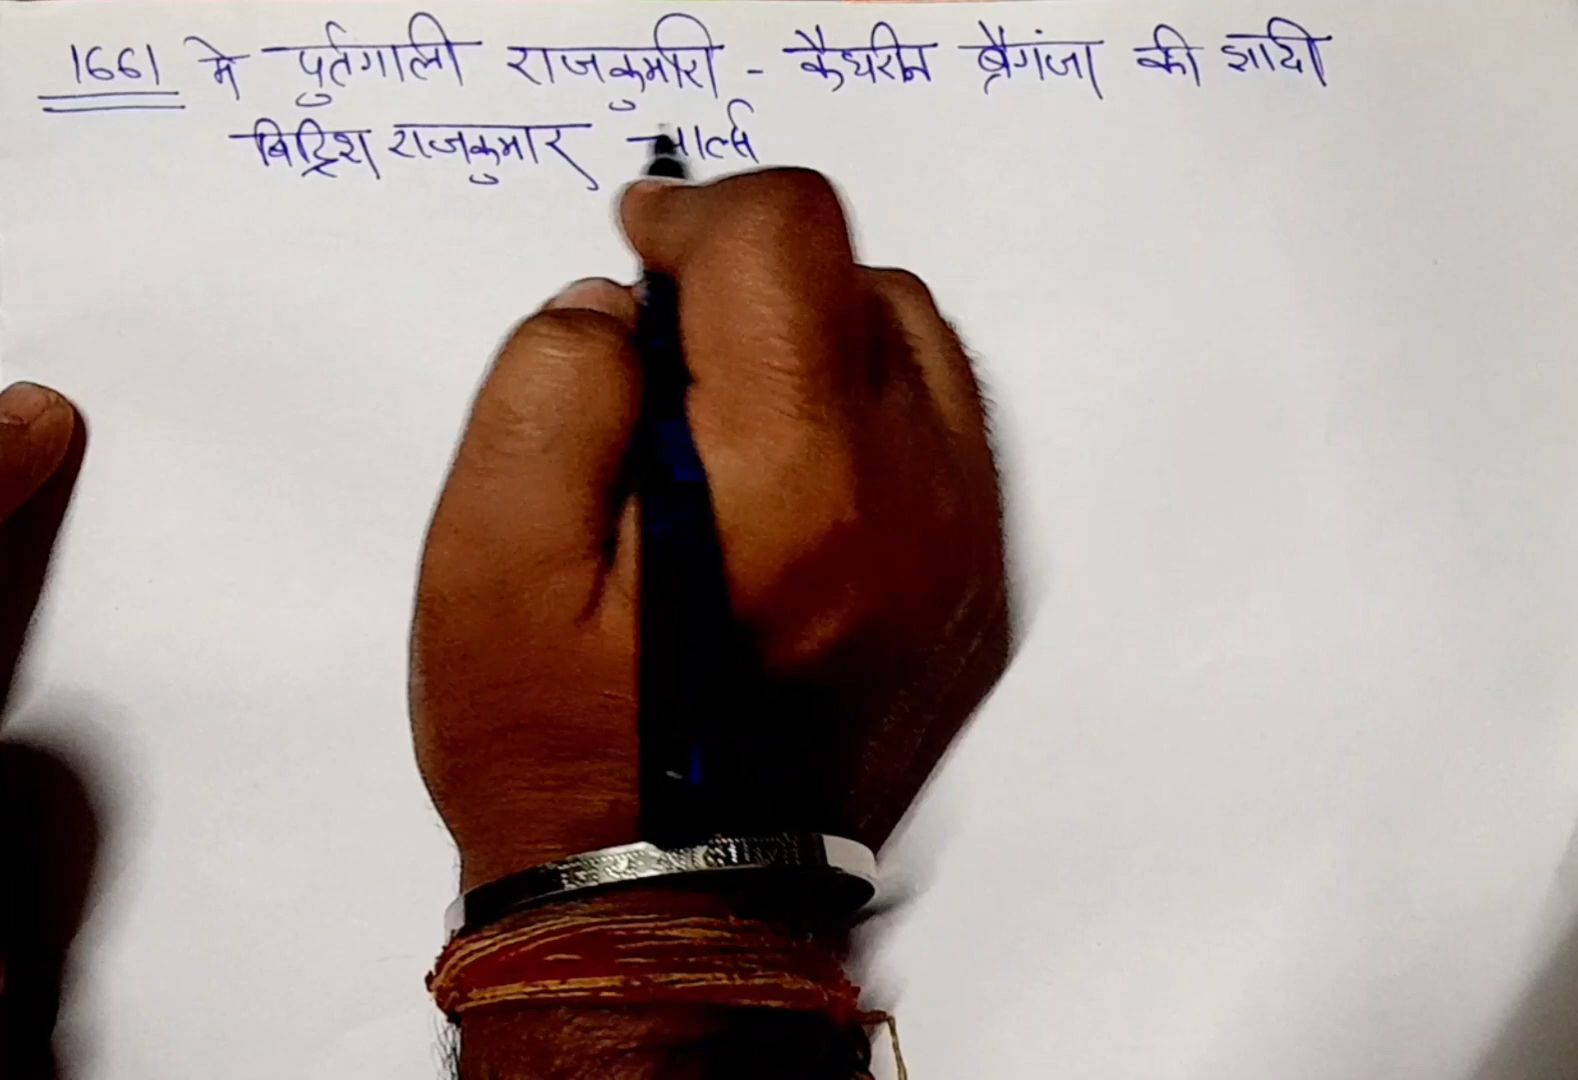 1661 मे पुर्तगाली राजकुमारी - कैथरीन ब्रैगंजा की शादी
ब्रिटिश राजकुमार चार्ल्स